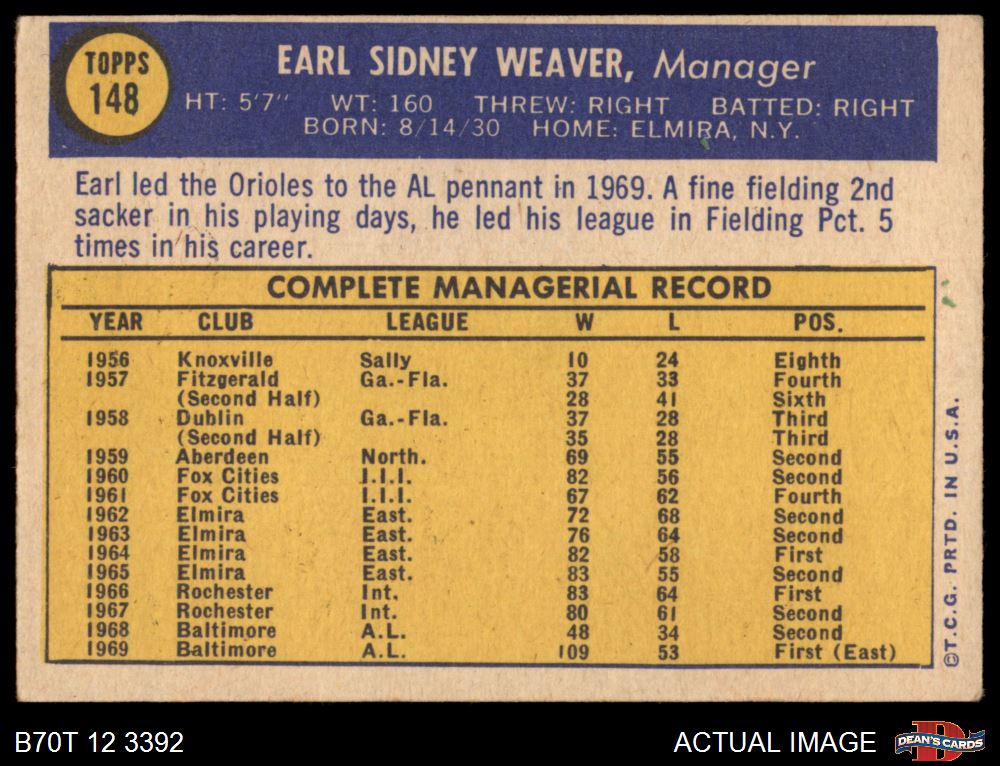 TOPPS
148
EARL SIDNEY WEAVER, Manager
HT: 5'7" WT: 160 THREW: RIGHT BATTED: RIGHT
BORN: 8/14/30 HOME: ELMIRA, N.Y.
Earl led the Orioles to the AL pennant in 1969. A fine fielding 2nd
sacker in his playing days, he led his league in Fielding Pct. 5
times in his career.
COMPLETE MANAGERIAL RECORD
YEAR CLUB LEAGUE W L POS.
1956 Knoxville Sally 10 24 Eighth
1957 Fitzgerald Ga.-Fla. 37 33 Fourth
(Second Half) 28 41 Sixth
1958 Dublin Ga.-Fla. 37 28 Third
(Second Half) 35 28 Third
1959 Aberdeen North. 69 55 Second
1960 Fox Cities I.I.I. 82 56 Second
1961 Fox Cities I.I.I. 67 62 Fourth
1962 Elmira East. 72 68 Second
1963 Elmira East. 76 64 Second
1964 Elmira East. 82 58 First
1965 Elmira East. 83 55 Second
1966 Rochester Int. 83 64 First
1967 Rochester Int. 80 61 Second
1968 Baltimore A.L. 48 34 Second
1969 Baltimore A.L. 109 53 First (East)
©T.C.G. PRTD. IN U.S.A.
B70T 12 3392
ACTUAL IMAGE
DEAN'S CARDS